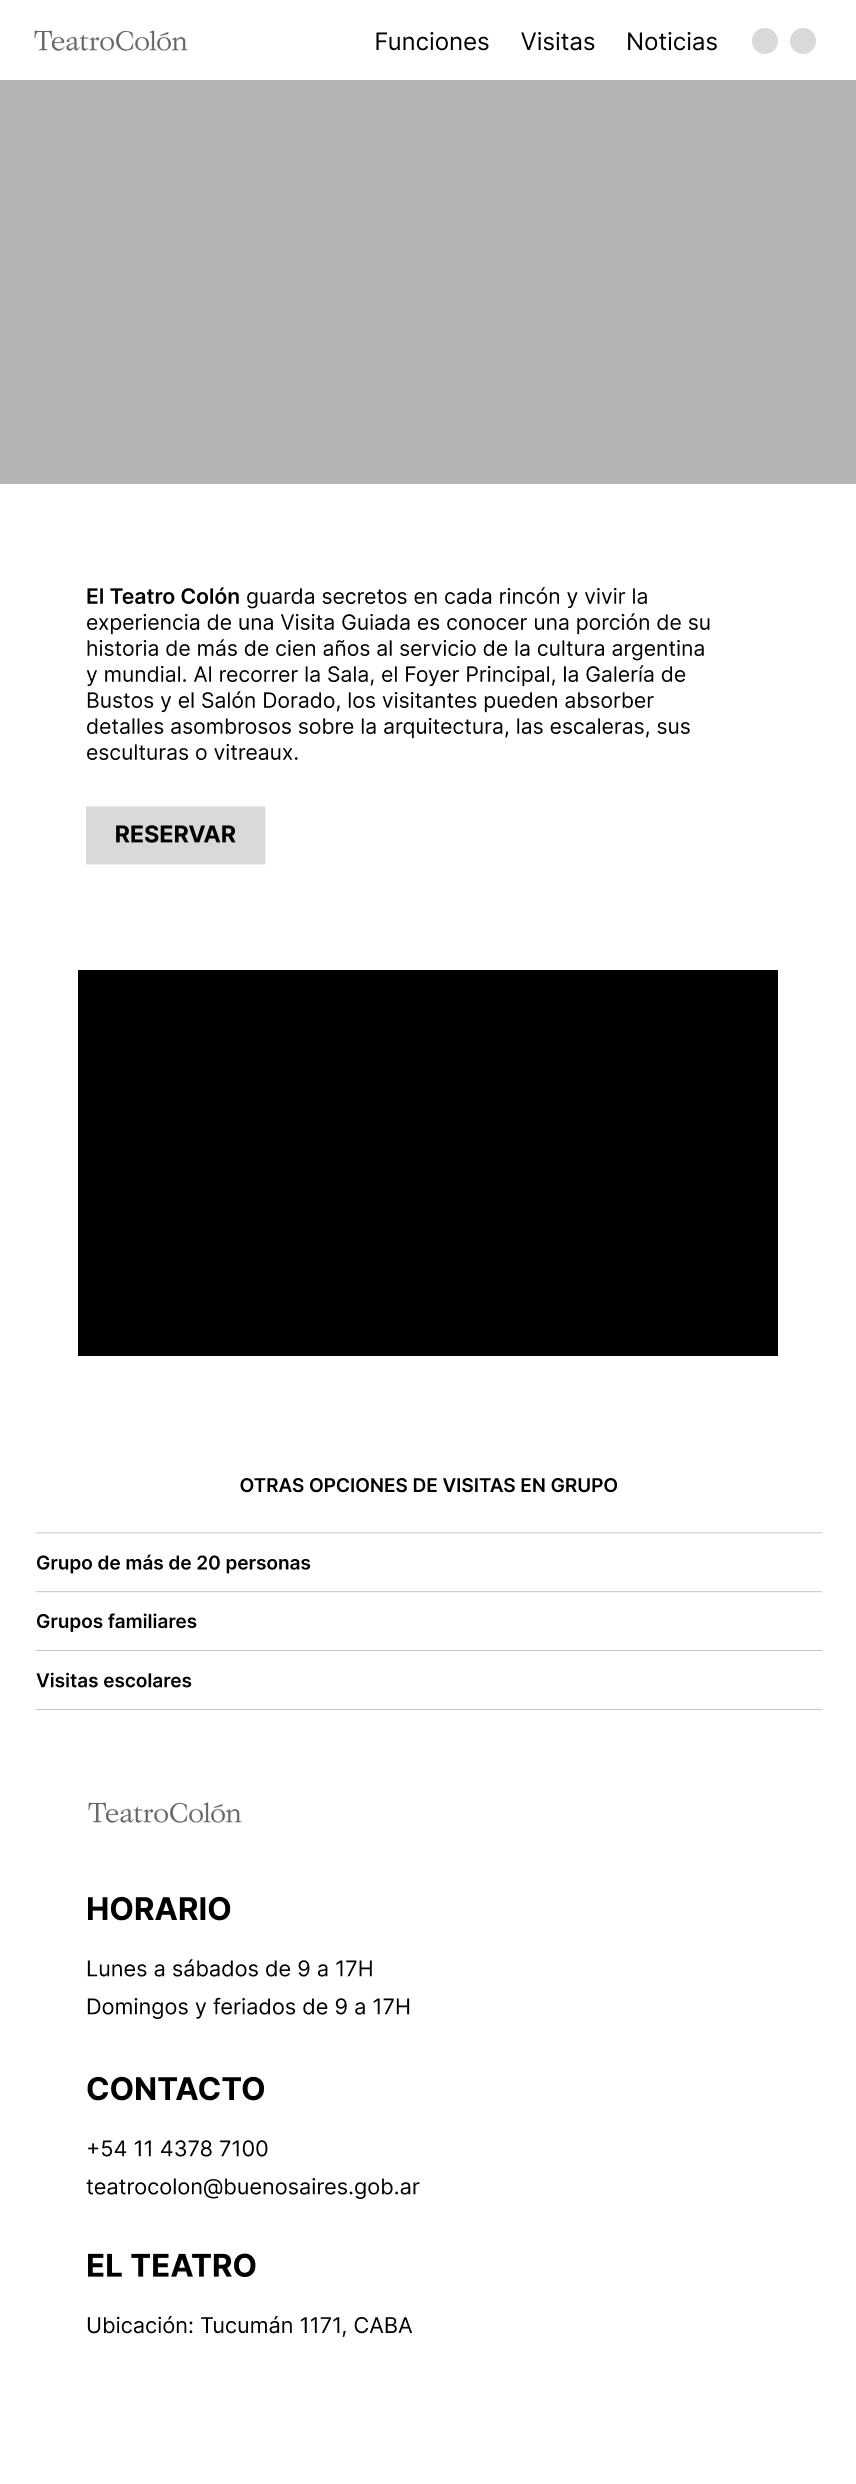 TeatroColón
Funciones Visitas Noticias
El Teatro Colón guarda secretos en cada rincón y vivir la
experiencia de una Visita Guiada es conocer una porción de su
historia de más de cien años al servicio de la cultura argentina
y mundial. Al recorrer la Sala, el Foyer Principal, la Galería de
Bustos y el Salón Dorado, los visitantes pueden absorber
detalles asombrosos sobre la arquitectura, las escaleras, sus
esculturas o vitreaux.
RESERVAR
OTRAS OPCIONES DE VISITAS EN GRUPO
Grupo de más de 20 personas
Grupos familiares
Visitas escolares
TeatroColón
HORARIO
Lunes a sábados de 9 a 17H
Domingos y feriados de 9 a 17H
CONTACTO
+54 11 4378 7100
teatrocolon@buenosaires.gob.ar
EL TEATRO
Ubicación: Tucumán 1171, CABA